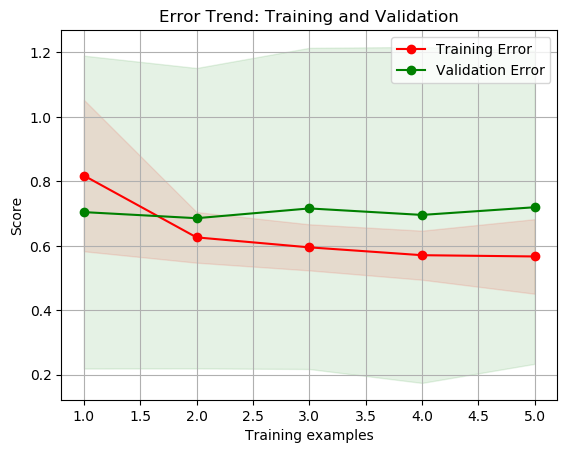 Error Trend: Training and Validation
Training Error
Validation Error
Score
1.2
1.0
0.8
0.6
0.4
0.2
1.0 1.5 2.0 2.5 3.0 3.5 4.0 4.5 5.0
Training examples